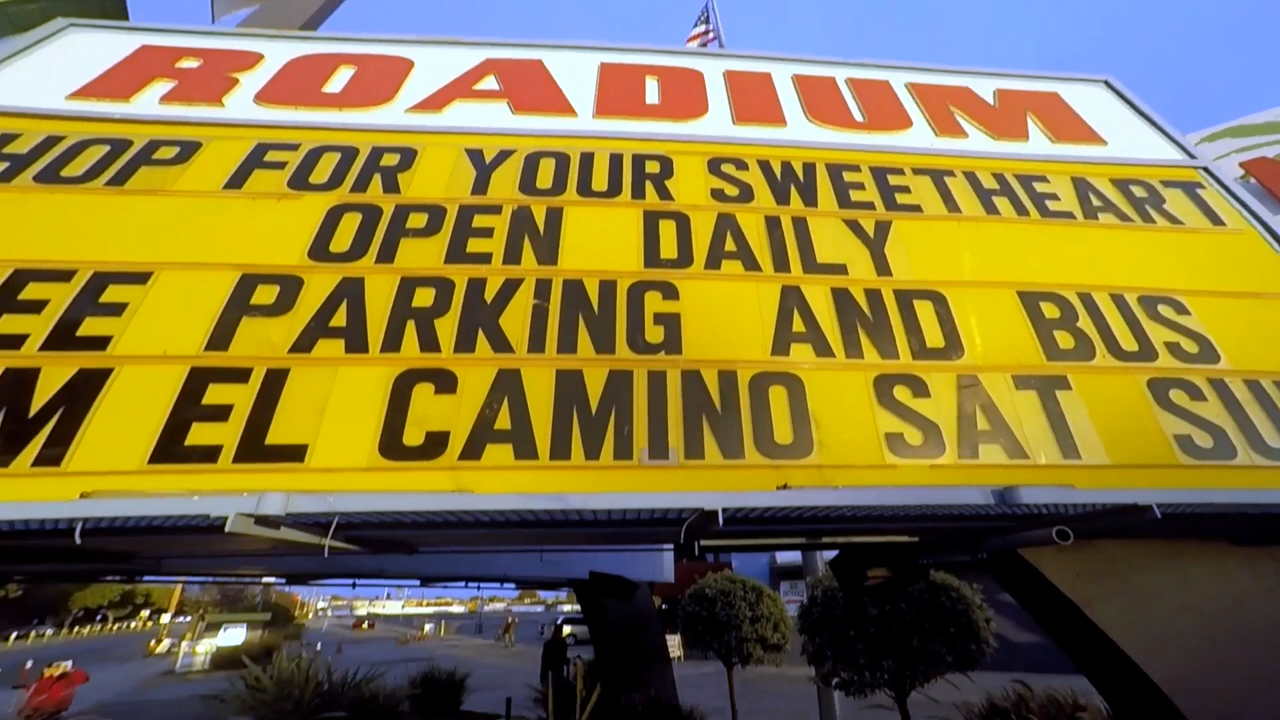 ROADIUM
HOP FOR YOUR SWEETHEART
OPEN DAILY
EE PARKING AND BUS
M EL CAMINO SAT SU